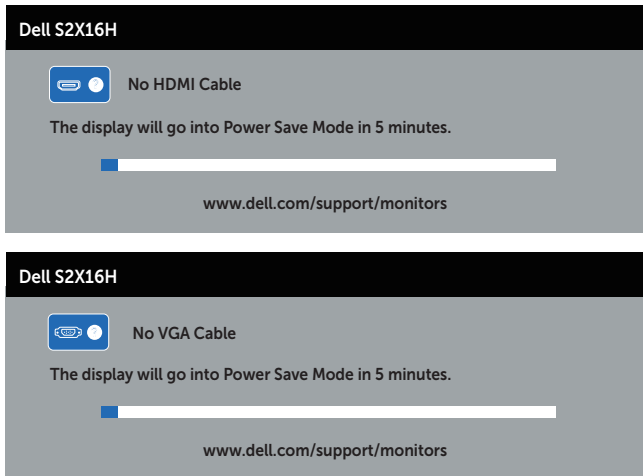 Dell S2X16H
? No HDMI Cable
The display will go into Power Save Mode in 5 minutes.
www.dell.com/support/monitors
Dell S2X16H
? No VGA Cable
The display will go into Power Save Mode in 5 minutes.
www.dell.com/support/monitors